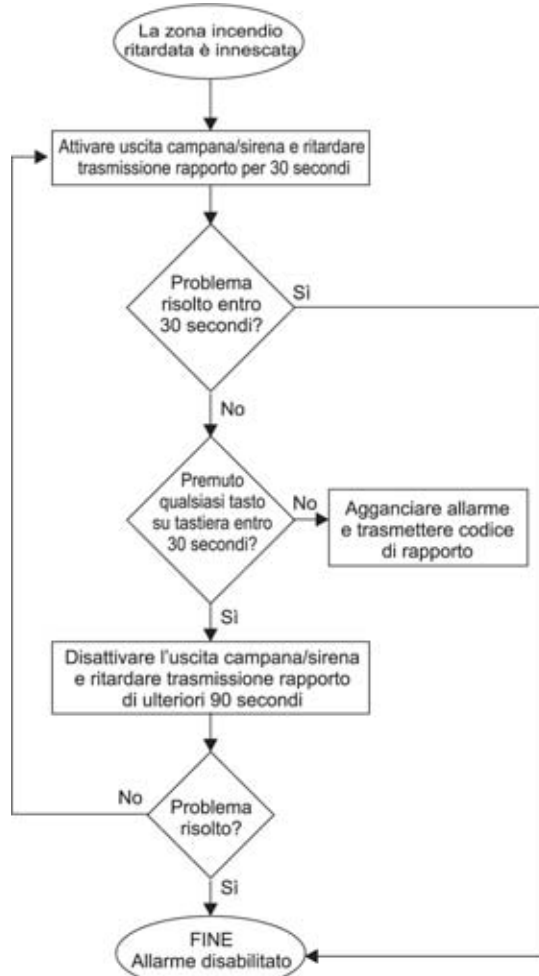 La zona incendio
ritardata è innescata
Attivare uscita campana/sirena e ritardare
trasmissione rapporto per 30 secondi
Problema
risolto entro
30 secondi?
Sì
No
Premuto
qualsiasi tasto
su tastiera entro
30 secondi?
No
Agganciare allarme
e trasmettere codice
di rapporto
Sì
Disattivare l'uscita campana/sirena
e ritardare trasmissione rapporto
di ulteriori 90 secondi
No
Problema
risolto?
Sì
FINE
Allarme disabilitato